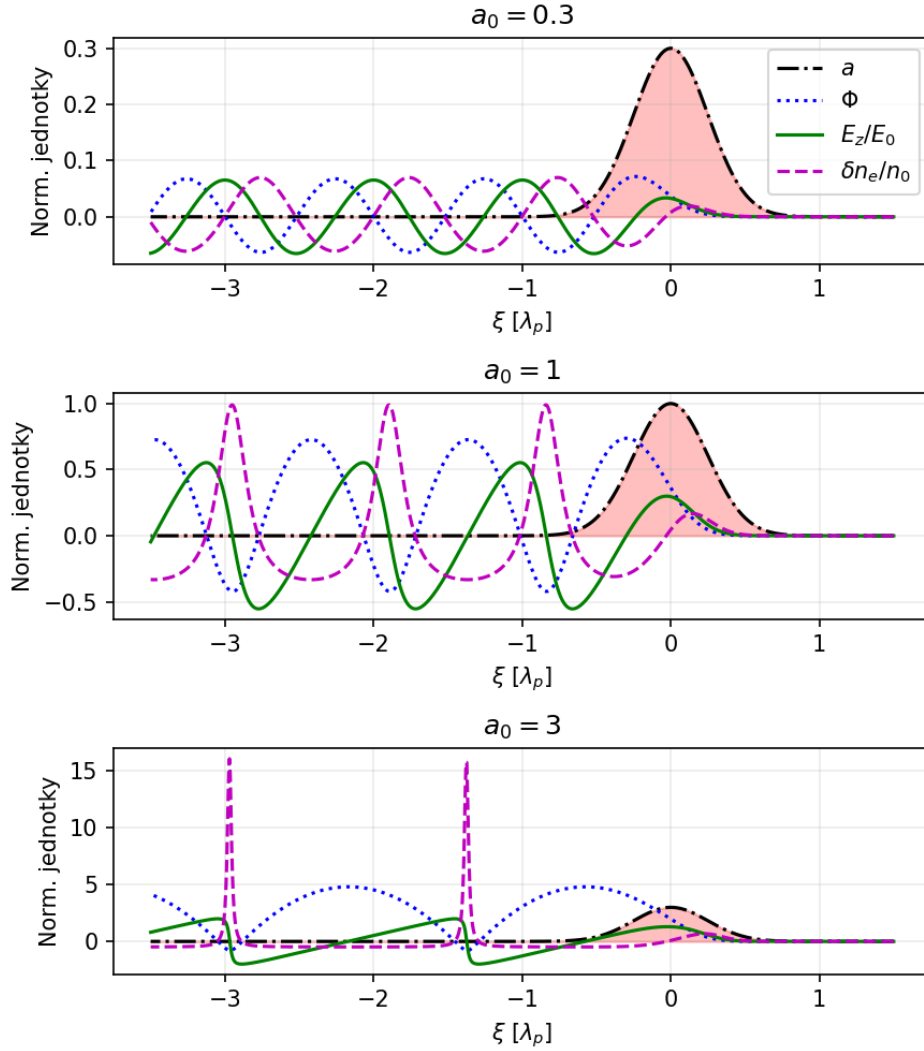 a₀ = 0.3
0.3
0.2
0.1
0.0
Norm. jednotky
a
Φ
E_z/E₀
δn_e/n₀
−3 −2 −1 0 1
ξ [λ_p]
a₀ = 1
1.0
0.5
0.0
−0.5
Norm. jednotky
−3 −2 −1 0 1
ξ [λ_p]
a₀ = 3
15
10
5
0
Norm. jednotky
−3 −2 −1 0 1
ξ [λ_p]